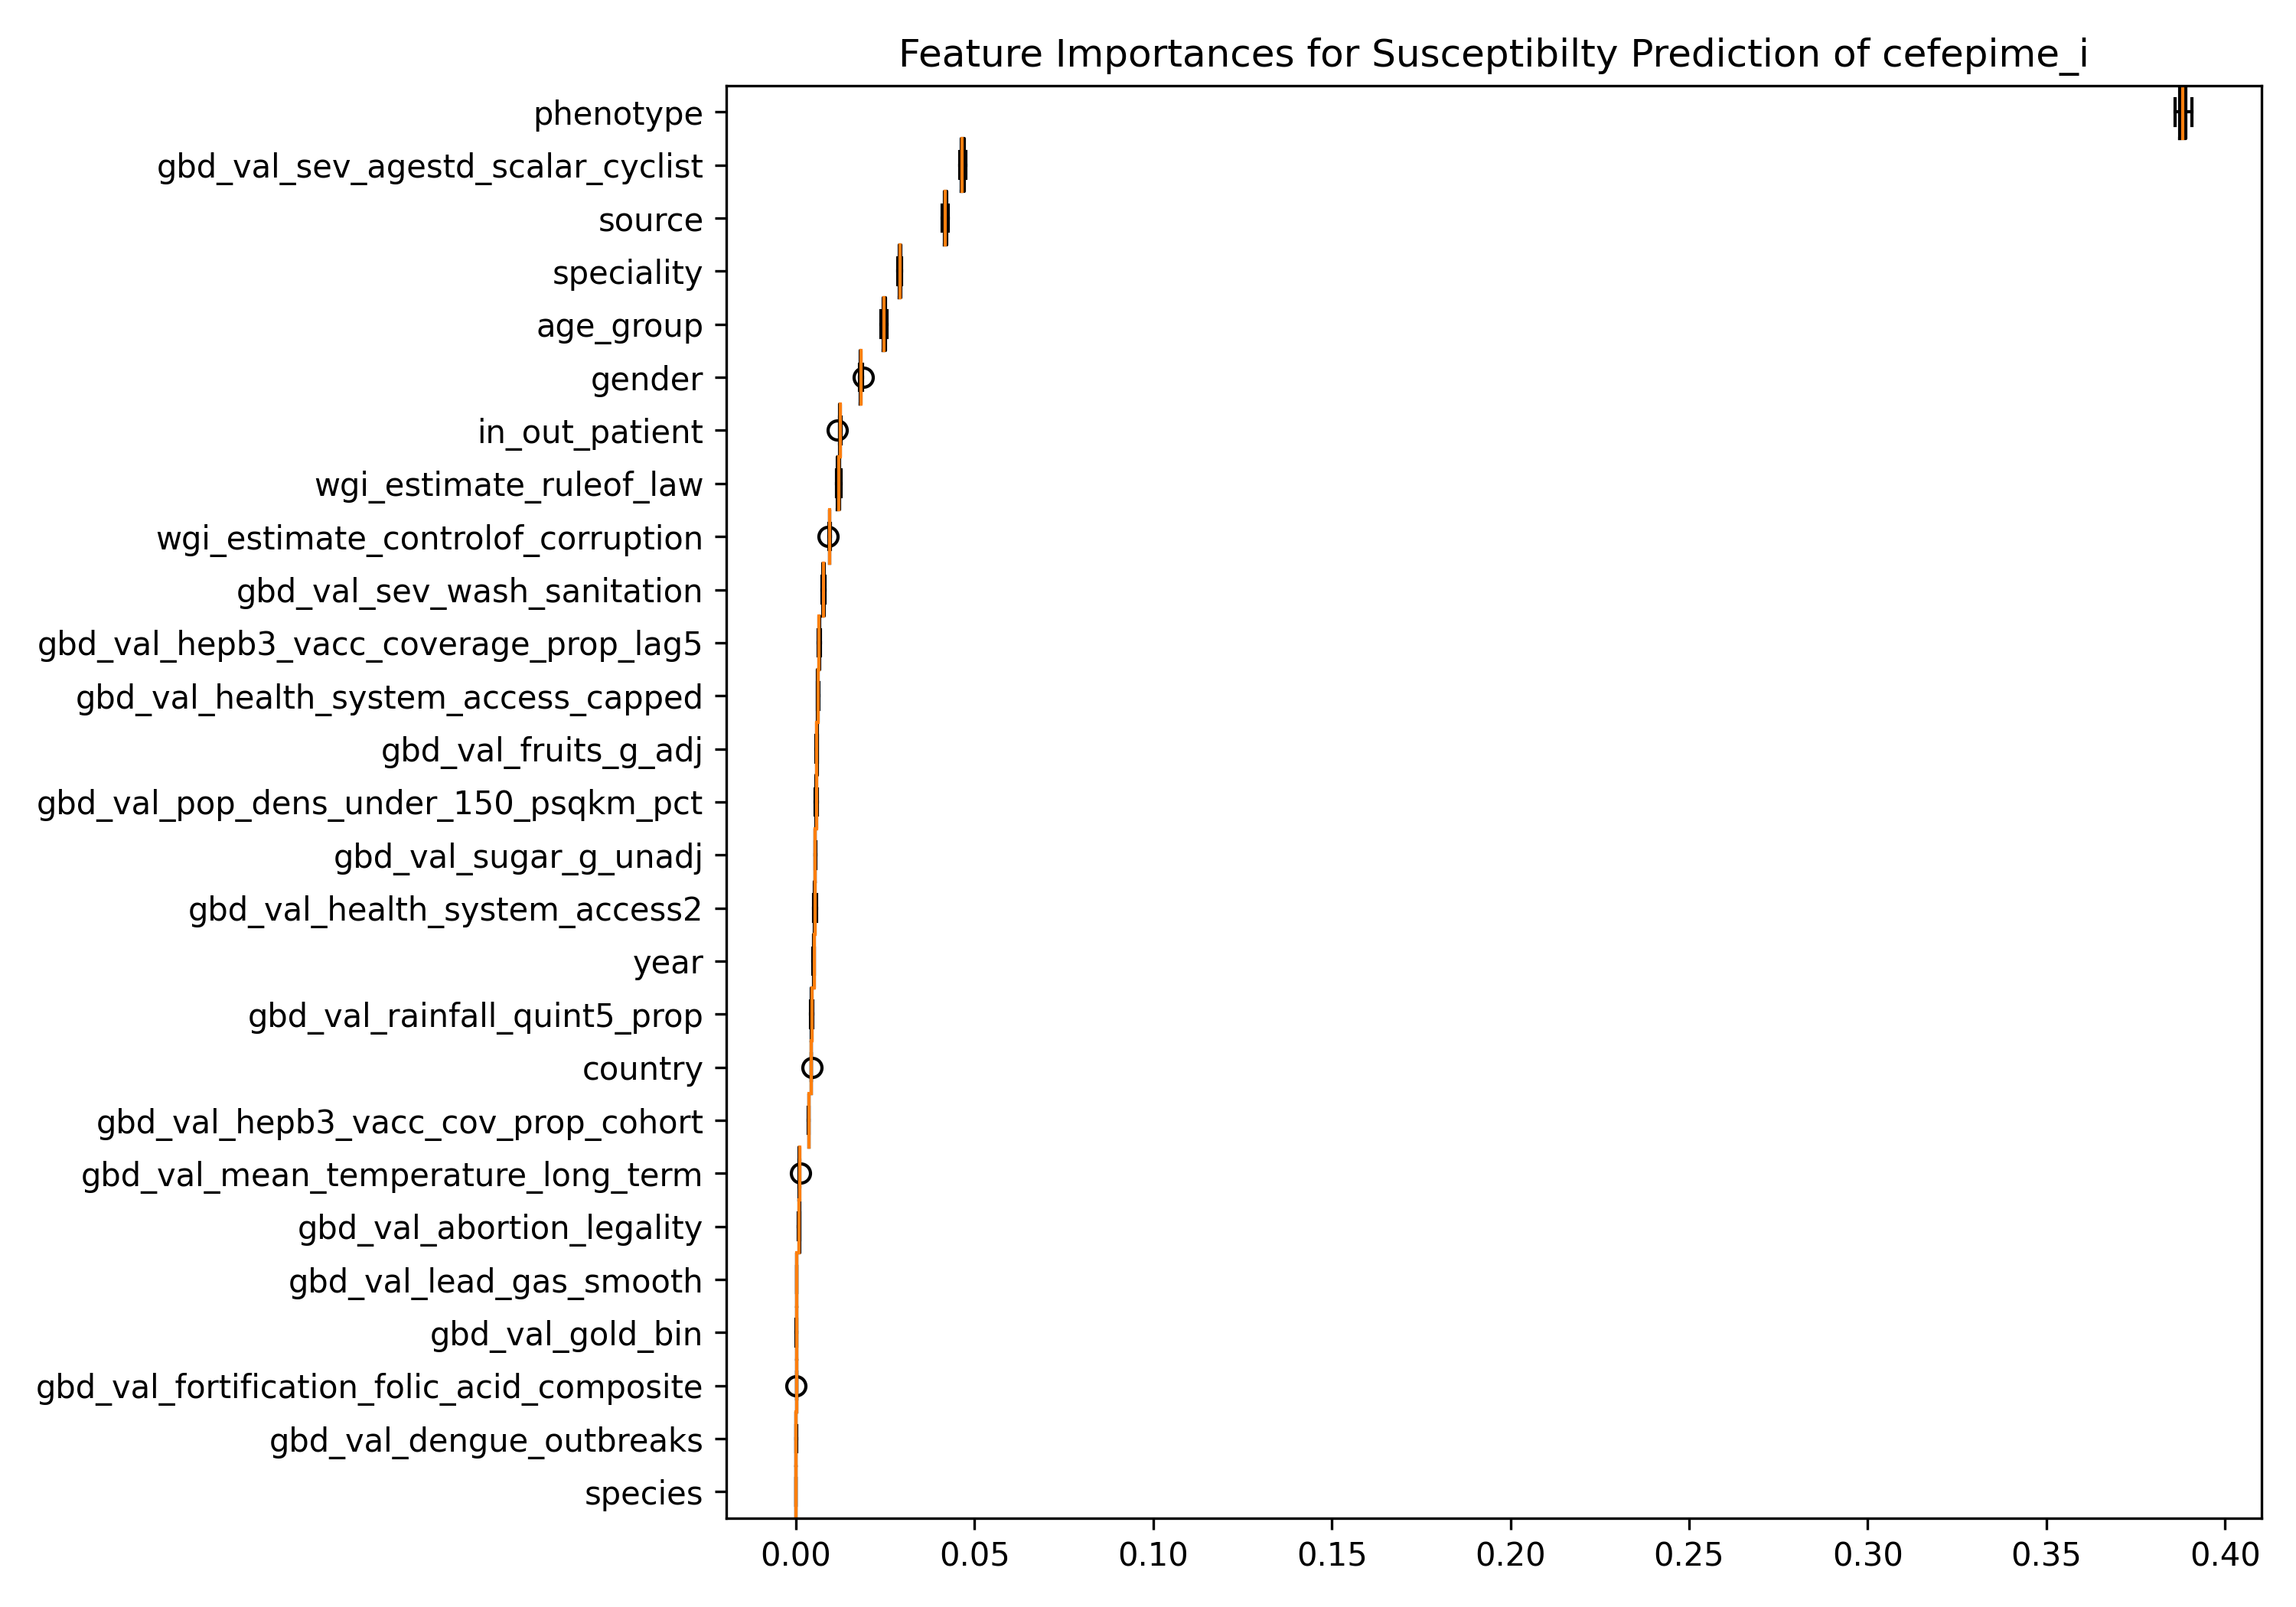 Feature Importances for Susceptibilty Prediction of cefepime_i
phenotype
gbd_val_sev_agestd_scalar_cyclist
source
speciality
age_group
gender
in_out_patient
wgi_estimate_ruleof_law
wgi_estimate_controlof_corruption
gbd_val_sev_wash_sanitation
gbd_val_hepb3_vacc_coverage_prop_lag5
gbd_val_health_system_access_capped
gbd_val_fruits_g_adj
gbd_val_pop_dens_under_150_psqkm_pct
gbd_val_sugar_g_unadj
gbd_val_health_system_access2
year
gbd_val_rainfall_quint5_prop
country
gbd_val_hepb3_vacc_cov_prop_cohort
gbd_val_mean_temperature_long_term
gbd_val_abortion_legality
gbd_val_lead_gas_smooth
gbd_val_gold_bin
gbd_val_fortification_folic_acid_composite
gbd_val_dengue_outbreaks
species
0.00 0.05 0.10 0.15 0.20 0.25 0.30 0.35 0.40